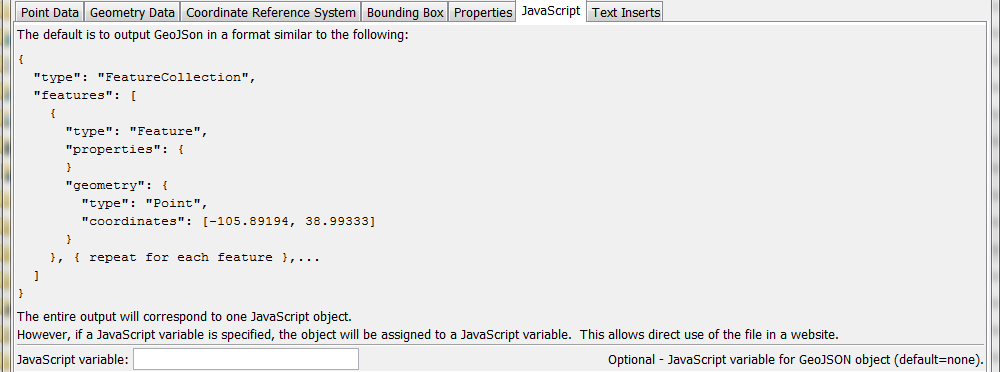 Point Data Geometry Data Coordinate Reference System Bounding Box Properties JavaScript Text Inserts
The default is to output GeoJSon in a format similar to the following:
{
  "type": "FeatureCollection",
  "features": [
    {
      "type": "Feature",
      "properties": {
      }
      "geometry": {
        "type": "Point",
        "coordinates": [-105.89194, 38.99333]
      }
    }, { repeat for each feature },...
  ]
}
The entire output will correspond to one JavaScript object.
However, if a JavaScript variable is specified, the object will be assigned to a JavaScript variable.  This allows direct use of the file in a website.
JavaScript variable: Optional - JavaScript variable for GeoJSON object (default=none).